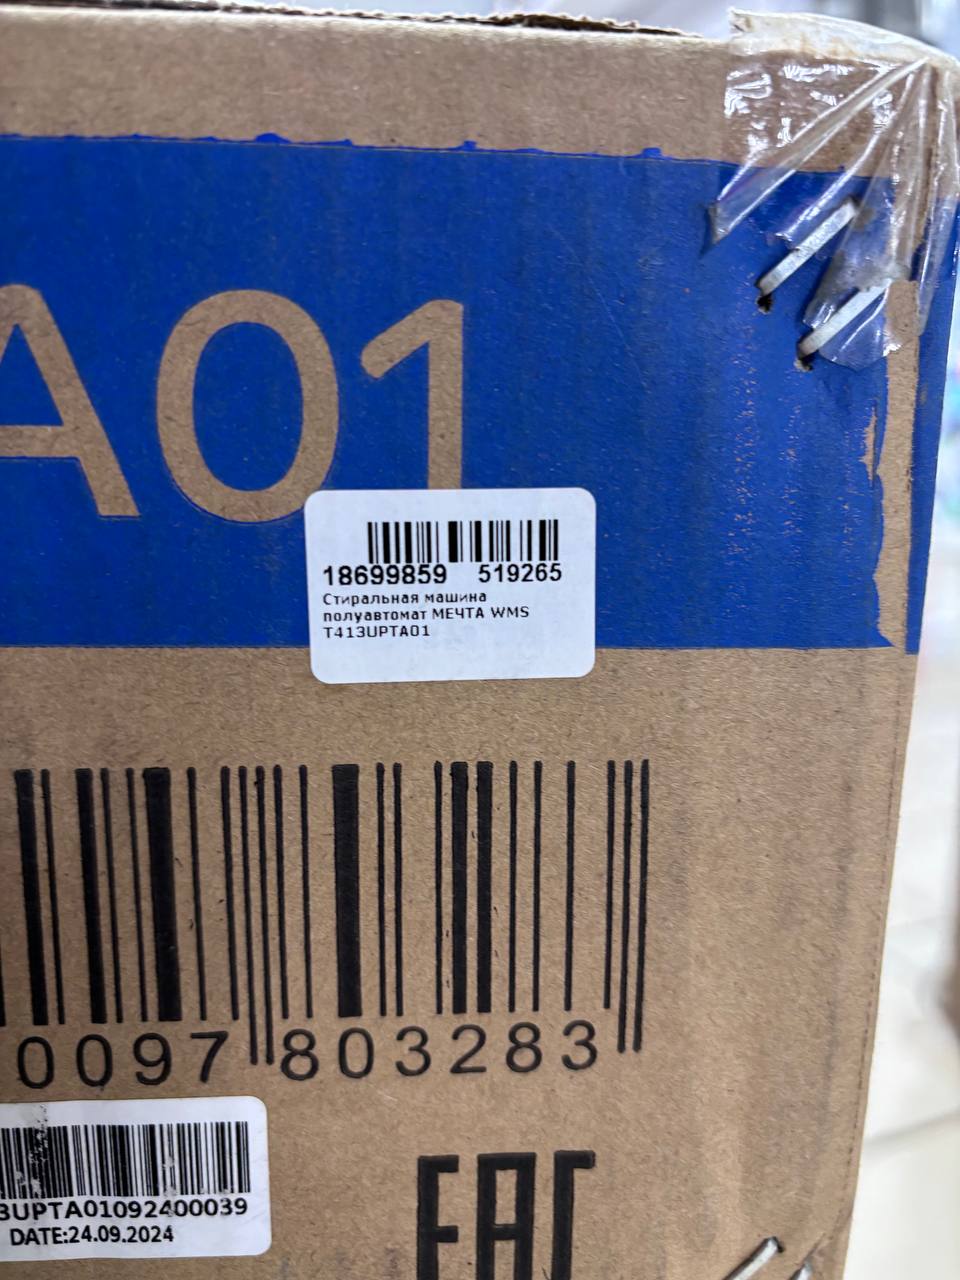 A01
18699859 519265
Стиральная машина
полуавтомат МЕЧТА WMS
T413UPTA01
0097 803283
3UPTA01092400039
DATE:24.09.2024
EAC